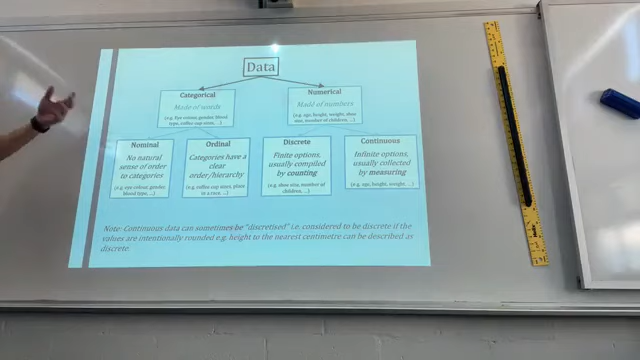 Data
Categorical
Made of words
(e.g. Eye colour, gender, blood
type, coffee cup sizes, ...)
Numerical
Made of numbers
(e.g. age, height, weight, shoe
size, number of children, ...)
Nominal
No natural
sense of order
to categories
(e.g. eye colour, gender,
blood type, ...)
Ordinal
Categories have a
clear
order/hierarchy
(e.g. coffee cup sizes, place
in a race, ...)
Discrete
Finite options,
usually compiled
by counting
(e.g. shoe size, number of
children, ...)
Continuous
Infinite options,
usually collected
by measuring
(e.g. age, height, weight, ...)
Note: Continuous data can sometimes be "discretised" i.e. considered to be discrete if the
values are intentionally rounded e.g. height to the nearest centimetre can be described as
discrete.